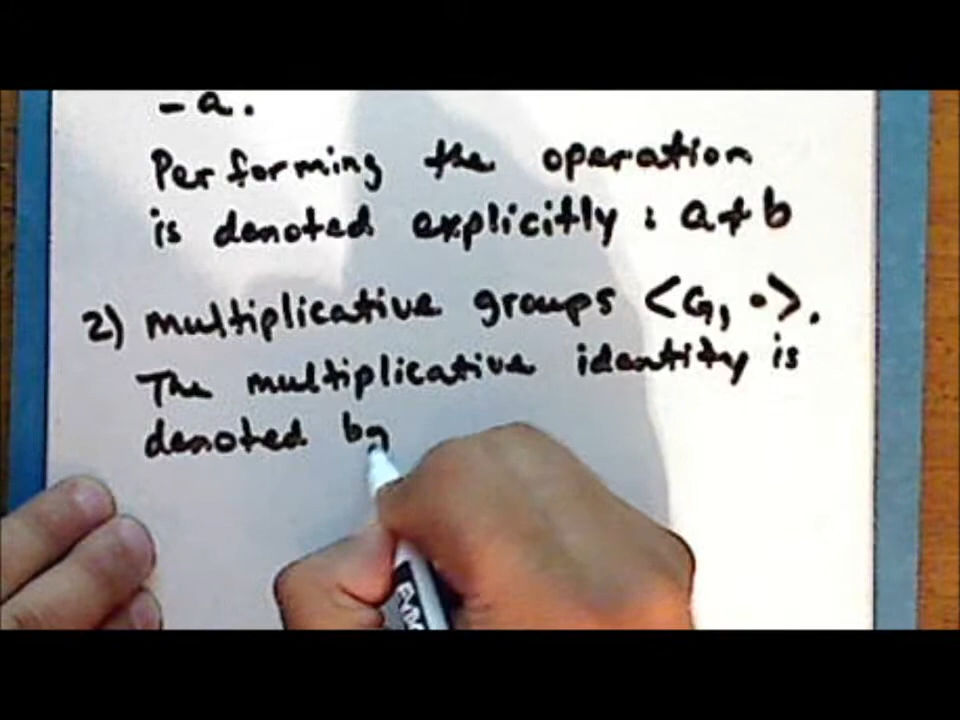 - a.
Performing the operation
is denoted explicitly : a+b
2) Multiplicative groups <G, •>.
The multiplicative identity is
denoted by